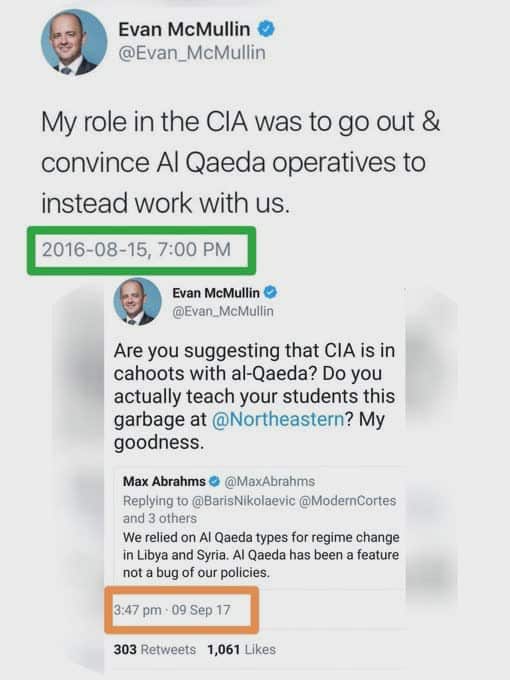 Evan McMullin
@Evan_McMullin
My role in the CIA was to go out &
convince Al Qaeda operatives to
instead work with us.
2016-08-15, 7:00 PM
Evan McMullin
@Evan_McMullin
Are you suggesting that CIA is in
cahoots with al-Qaeda? Do you
actually teach your students this
garbage at @Northeastern? My
goodness.
Max Abrahms @MaxAbrahms
Replying to @BarisNikolaevic @ModernCortes
and 3 others
We relied on Al Qaeda types for regime change
in Libya and Syria. Al Qaeda has been a feature
not a bug of our policies.
3:47 pm · 09 Sep 17
303 Retweets 1,061 Likes